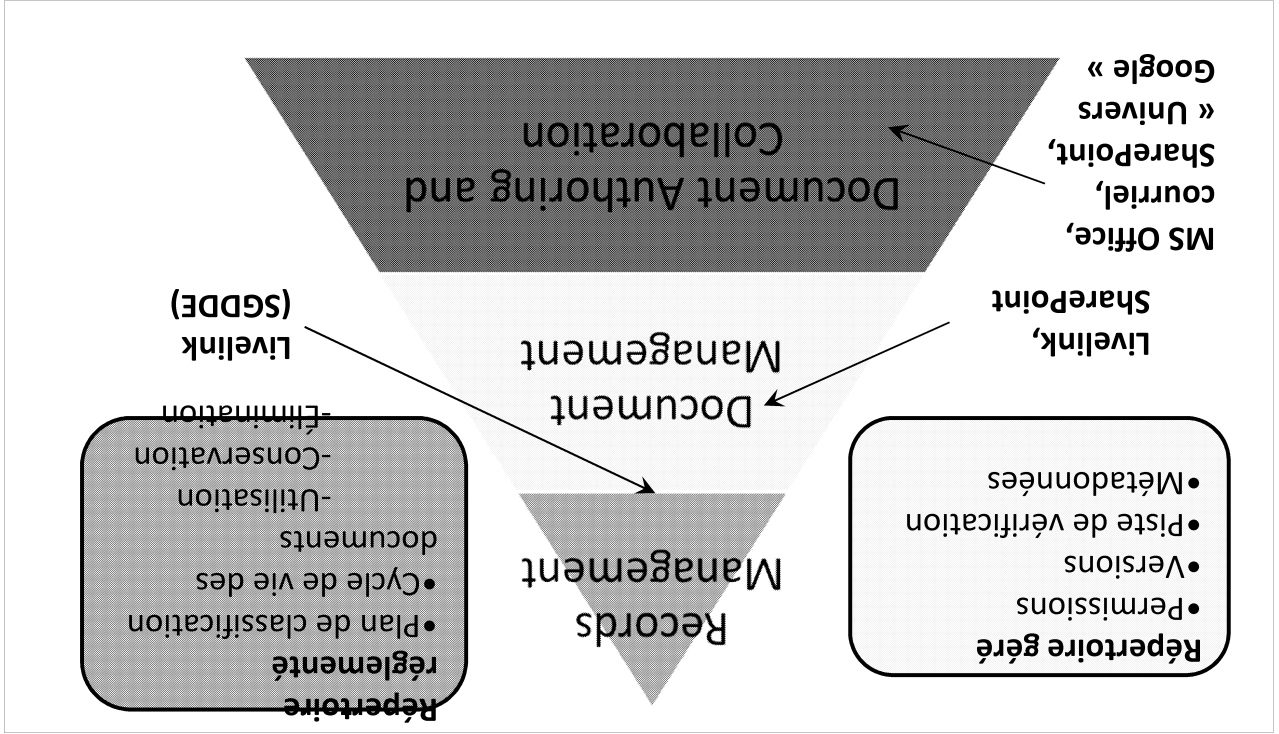 Répertoire
réglementé
•Plan de classification
•Cycle de vie des
documents
-Utilisation
-Conservation
-Élimination
Livelink
(SGDDE)
Records
Management
Document
Management
Document Authoring and
Collaboration
Répertoire géré
•Permissions
•Versions
•Piste de vérification
•Métadonnées
Livelink,
SharePoint
MS Office,
courriel,
SharePoint,
« Univers
Google »